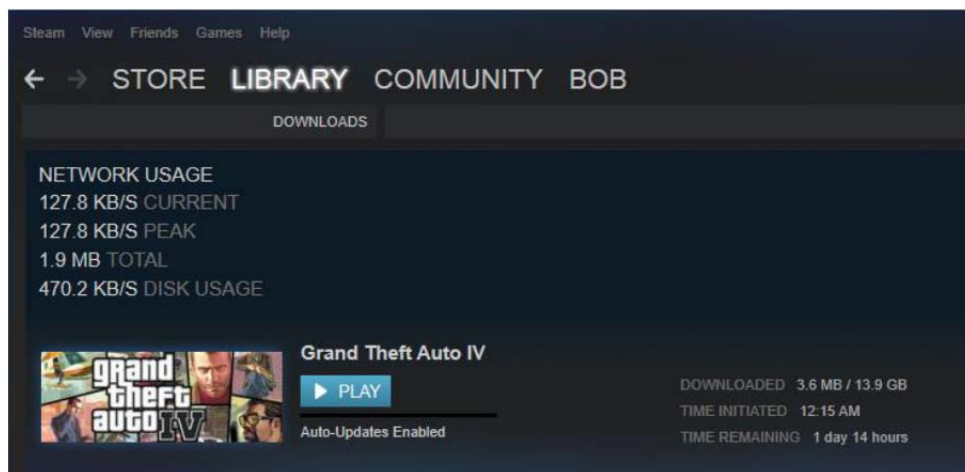 Steam View Friends Games Help
← → STORE LIBRARY COMMUNITY BOB
DOWNLOADS
NETWORK USAGE
127.8 KB/S CURRENT
127.8 KB/S PEAK
1.9 MB TOTAL
470.2 KB/S DISK USAGE
grand
theft
auto IV
Grand Theft Auto IV
PLAY
Auto-Updates Enabled
DOWNLOADED 3.6 MB / 13.9 GB
TIME INITIATED 12:15 AM
TIME REMAINING 1 day 14 hours